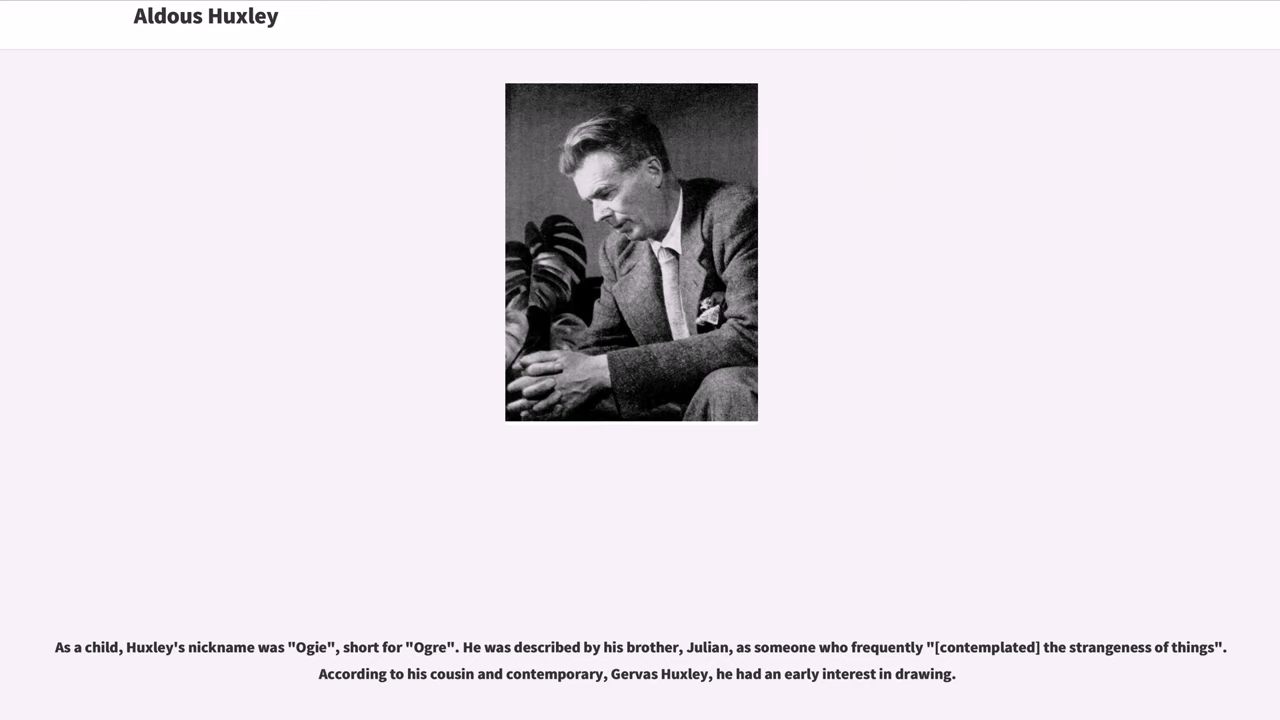 Aldous Huxley
As a child, Huxley's nickname was "Ogie", short for "Ogre". He was described by his brother, Julian, as someone who frequently "[contemplated] the strangeness of things".
According to his cousin and contemporary, Gervas Huxley, he had an early interest in drawing.